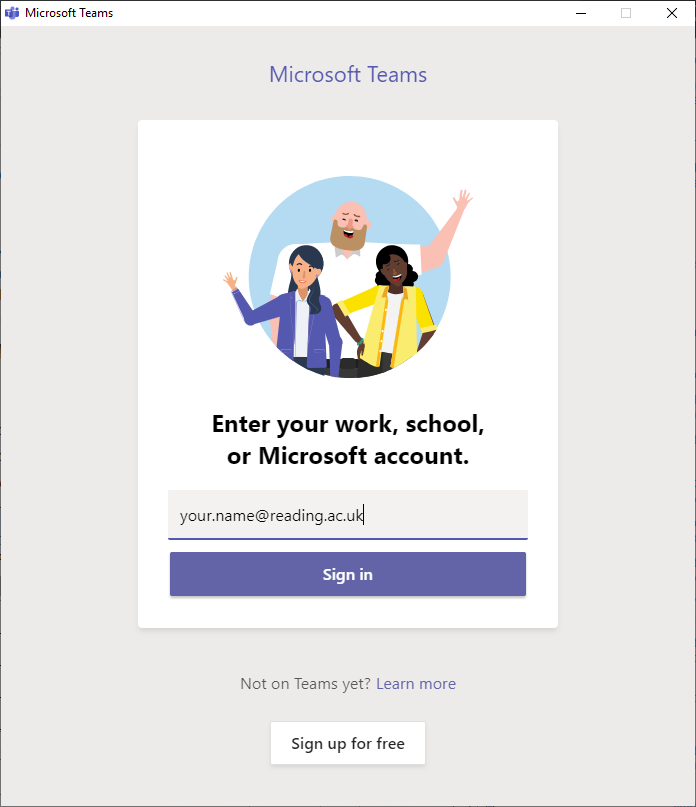 Microsoft Teams
Microsoft Teams
Enter your work, school,
or Microsoft account.
your.name@reading.ac.uk
Sign in
Not on Teams yet? Learn more
Sign up for free